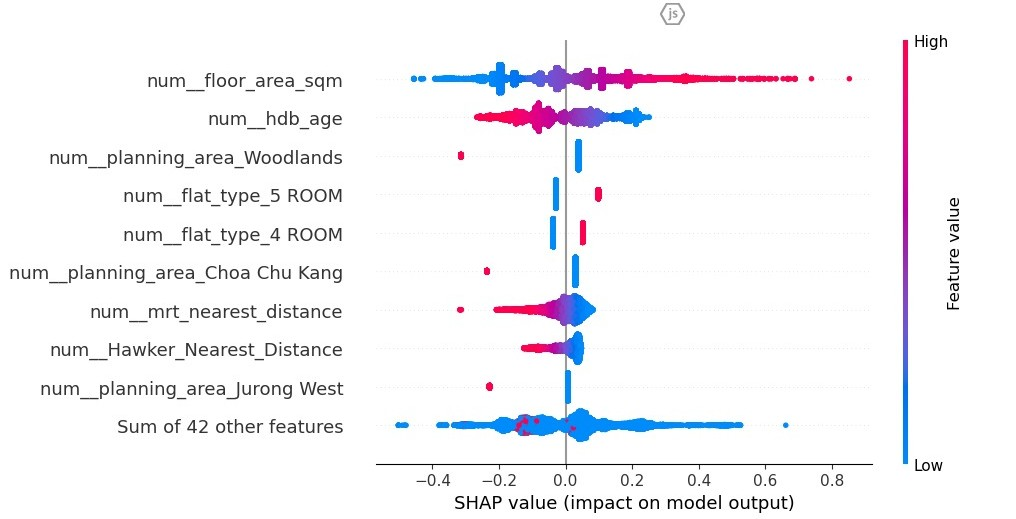 js
High
num__floor_area_sqm
num__hdb_age
num__planning_area_Woodlands
num__flat_type_5 ROOM
num__flat_type_4 ROOM
num__planning_area_Choa Chu Kang
num__mrt_nearest_distance
num__Hawker_Nearest_Distance
num__planning_area_Jurong West
Sum of 42 other features
Feature value
Low
−0.4 −0.2 0.0 0.2 0.4 0.6 0.8
SHAP value (impact on model output)